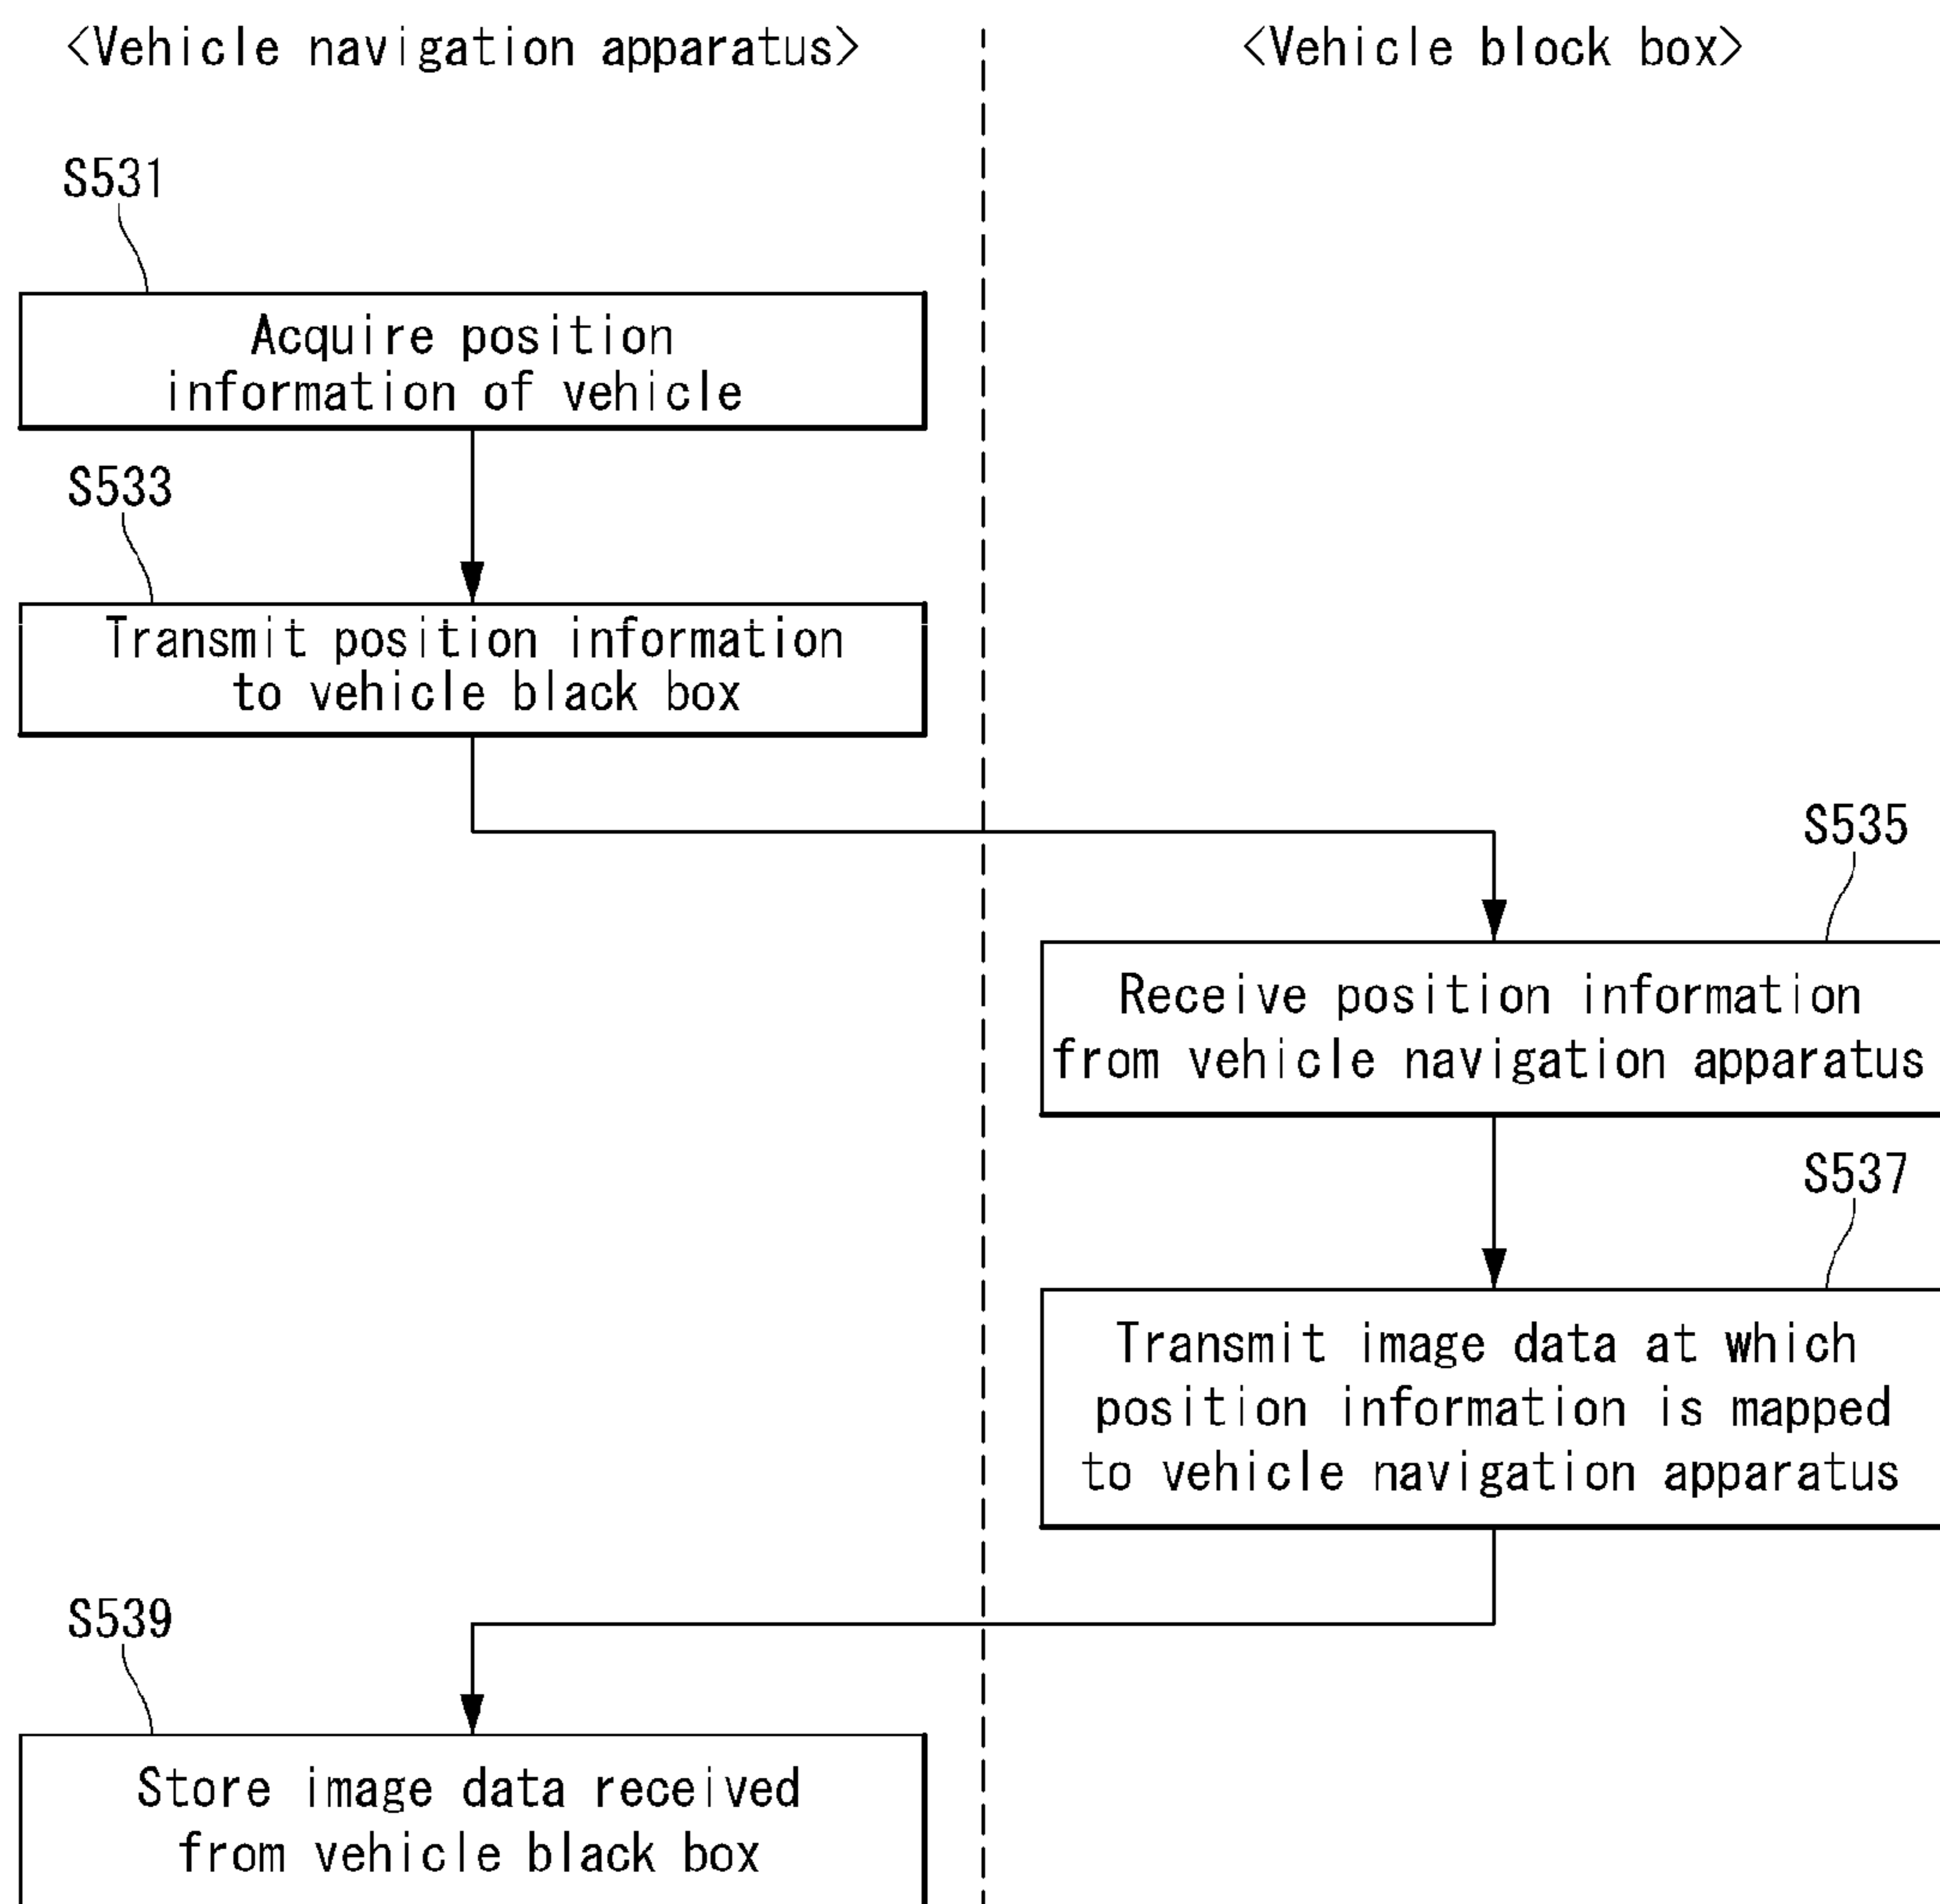 <Vehicle navigation apparatus>
<Vehicle block box>
S531
Acquire position
information of vehicle
S533
Transmit position information
to vehicle black box
S535
Receive position information
from vehicle navigation apparatus
S537
Transmit image data at which
position information is mapped
to vehicle navigation apparatus
S539
Store image data received
from vehicle black box